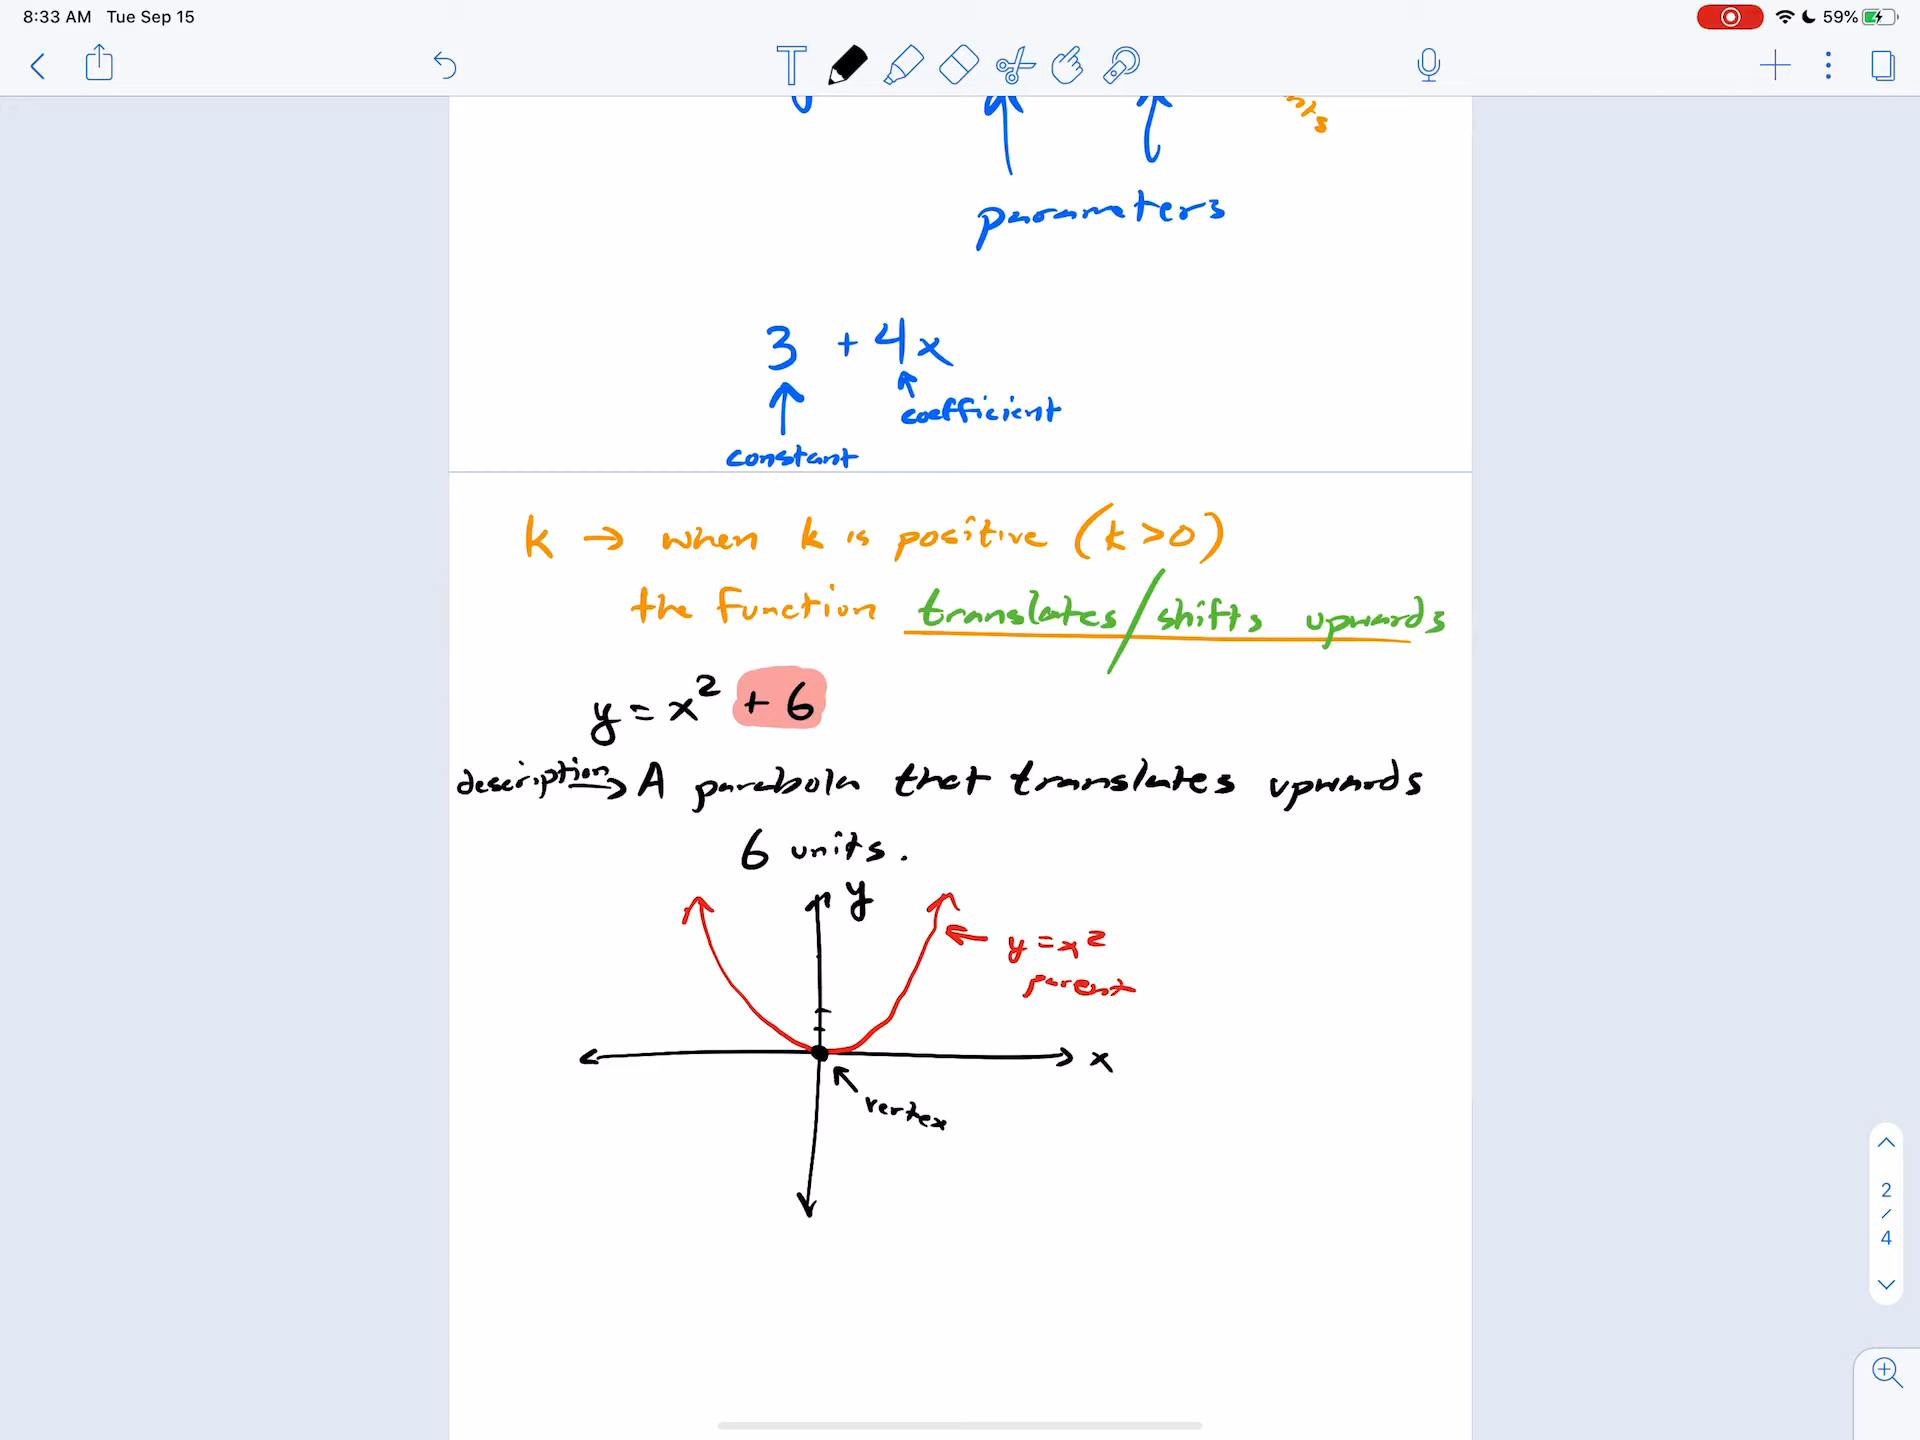 8:33 AM Tue Sep 15
59%
T
parameters
3 + 4x
coefficient
constant
k → when k is positive (k>0)
the function translates/shifts upwards
y = x² + 6
description → A parabola that translates upwards
6 units.
y
y = x²
parent
x
vertex
2
/
4